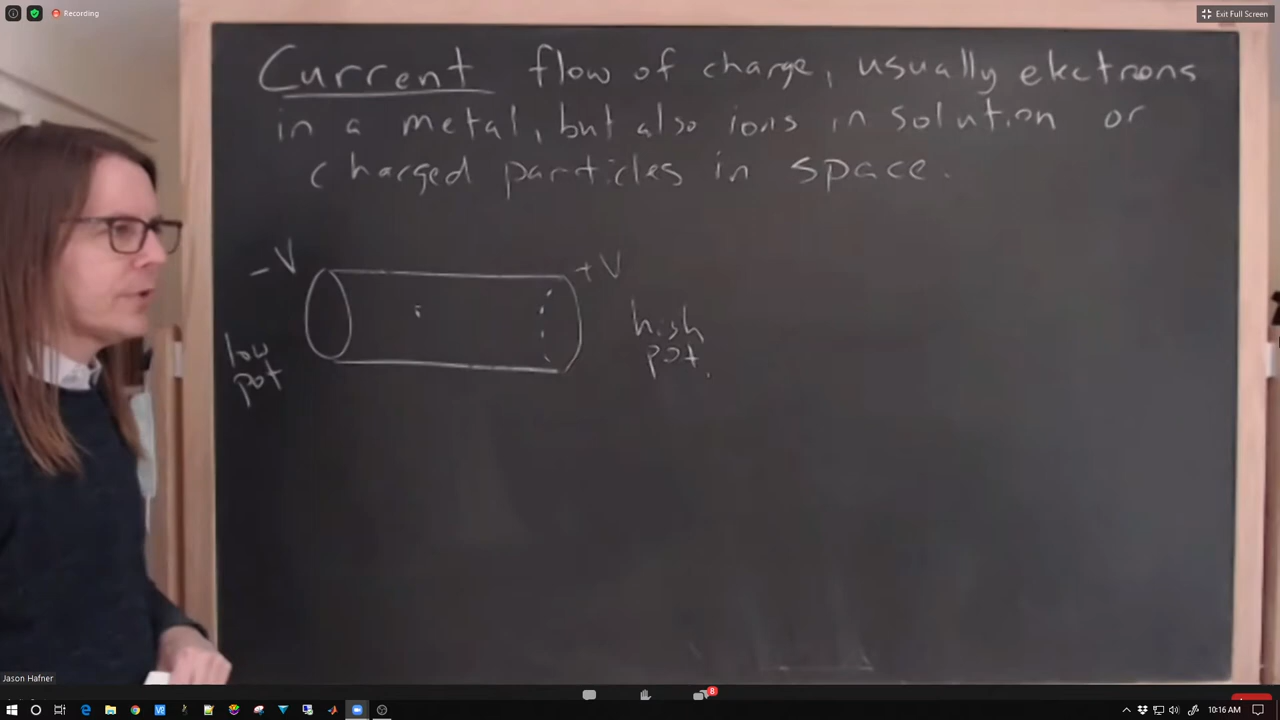 Recording
Exit Full Screen
Current flow of charge, usually electrons
in a metal, but also ions in solution or
charged particles in space.
-V
+V
high
pot.
low
pot
Jason Hafner
8
10:16 AM